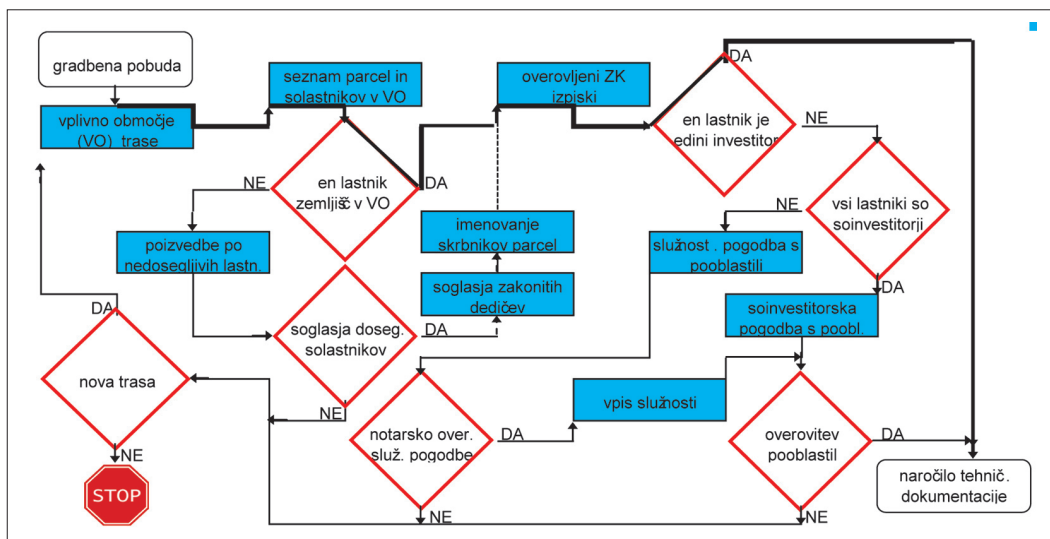 gradbena pobuda
vplivno območje
(VO) trase
seznam parcel in
solastnikov v VO
overovljeni ZK
izpiski
DA
en lastnik je
edini investitor
NE
en lastnik
zemljišč v VO
NE
DA
vsi lastniki so
soinvestitorji
NE
DA
imenovanje
skrbnikov parcel
poizvedbe po
nedosegljivih lastn.
služnost . pogodba s
pooblastili
soglasja zakonitih
dedičev
soinvestitorska
pogodba s poobl.
DA
soglasja doseg.
solastnikov
DA
NE
nova trasa
NE
STOP
vpis služnosti
notarsko over.
služ. pogodbe
DA
NE
overovitev
pooblastil
DA
NE
naročilo tehnič.
dokumentacije